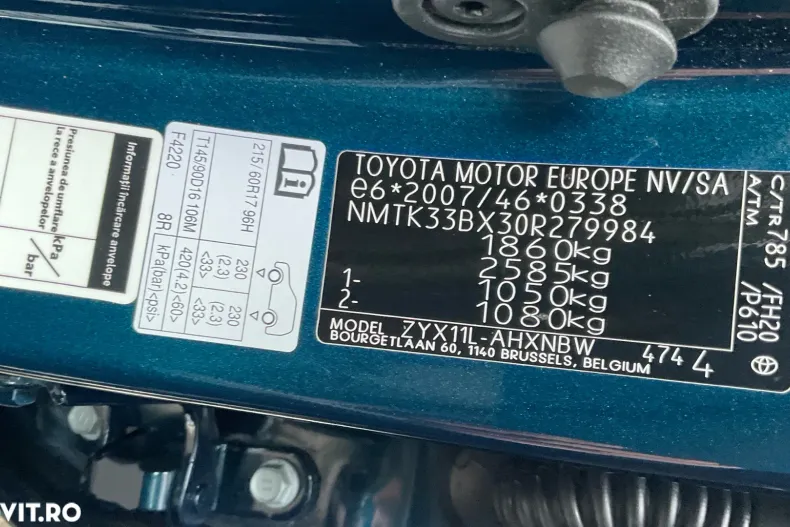 Informații încărcare anvelope
Presiunea de umflare
la rece a anvelopelor
kPa
/
bar
215/60R17 96H
230
(2,3)
<33>
230
(2,3)
<33>
T145/90D16 106M
420(4.2)<60>
F4220
8R
kPa(bar)<psi>
i
TOYOTA MOTOR EUROPE NV/SA
e6*2007/46*0338
NMTK33BX30R279984
1860kg
2585kg
1- 1050kg
2- 1080kg
MODEL ZYX11L-AHXNBW
BOURGETLAAN 60, 1140 BRUSSELS, BELGIUM
474 4
C/TR 785 /FH20
A/TM /P610
VIT.RO